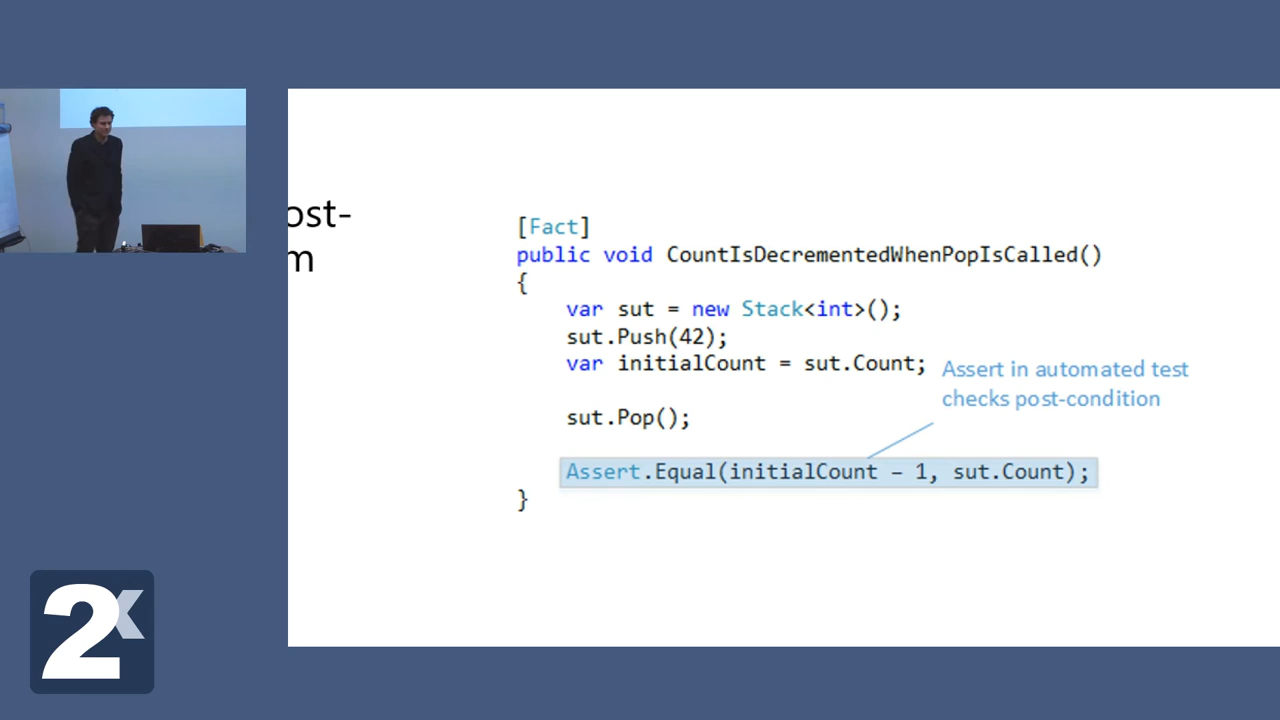 ost-
m
[Fact]
public void CountIsDecrementedWhenPopIsCalled()
{
var sut = new Stack<int>();
sut.Push(42);
var initialCount = sut.Count;
Assert in automated test
checks post-condition
sut.Pop();
Assert.Equal(initialCount – 1, sut.Count);
}
2x